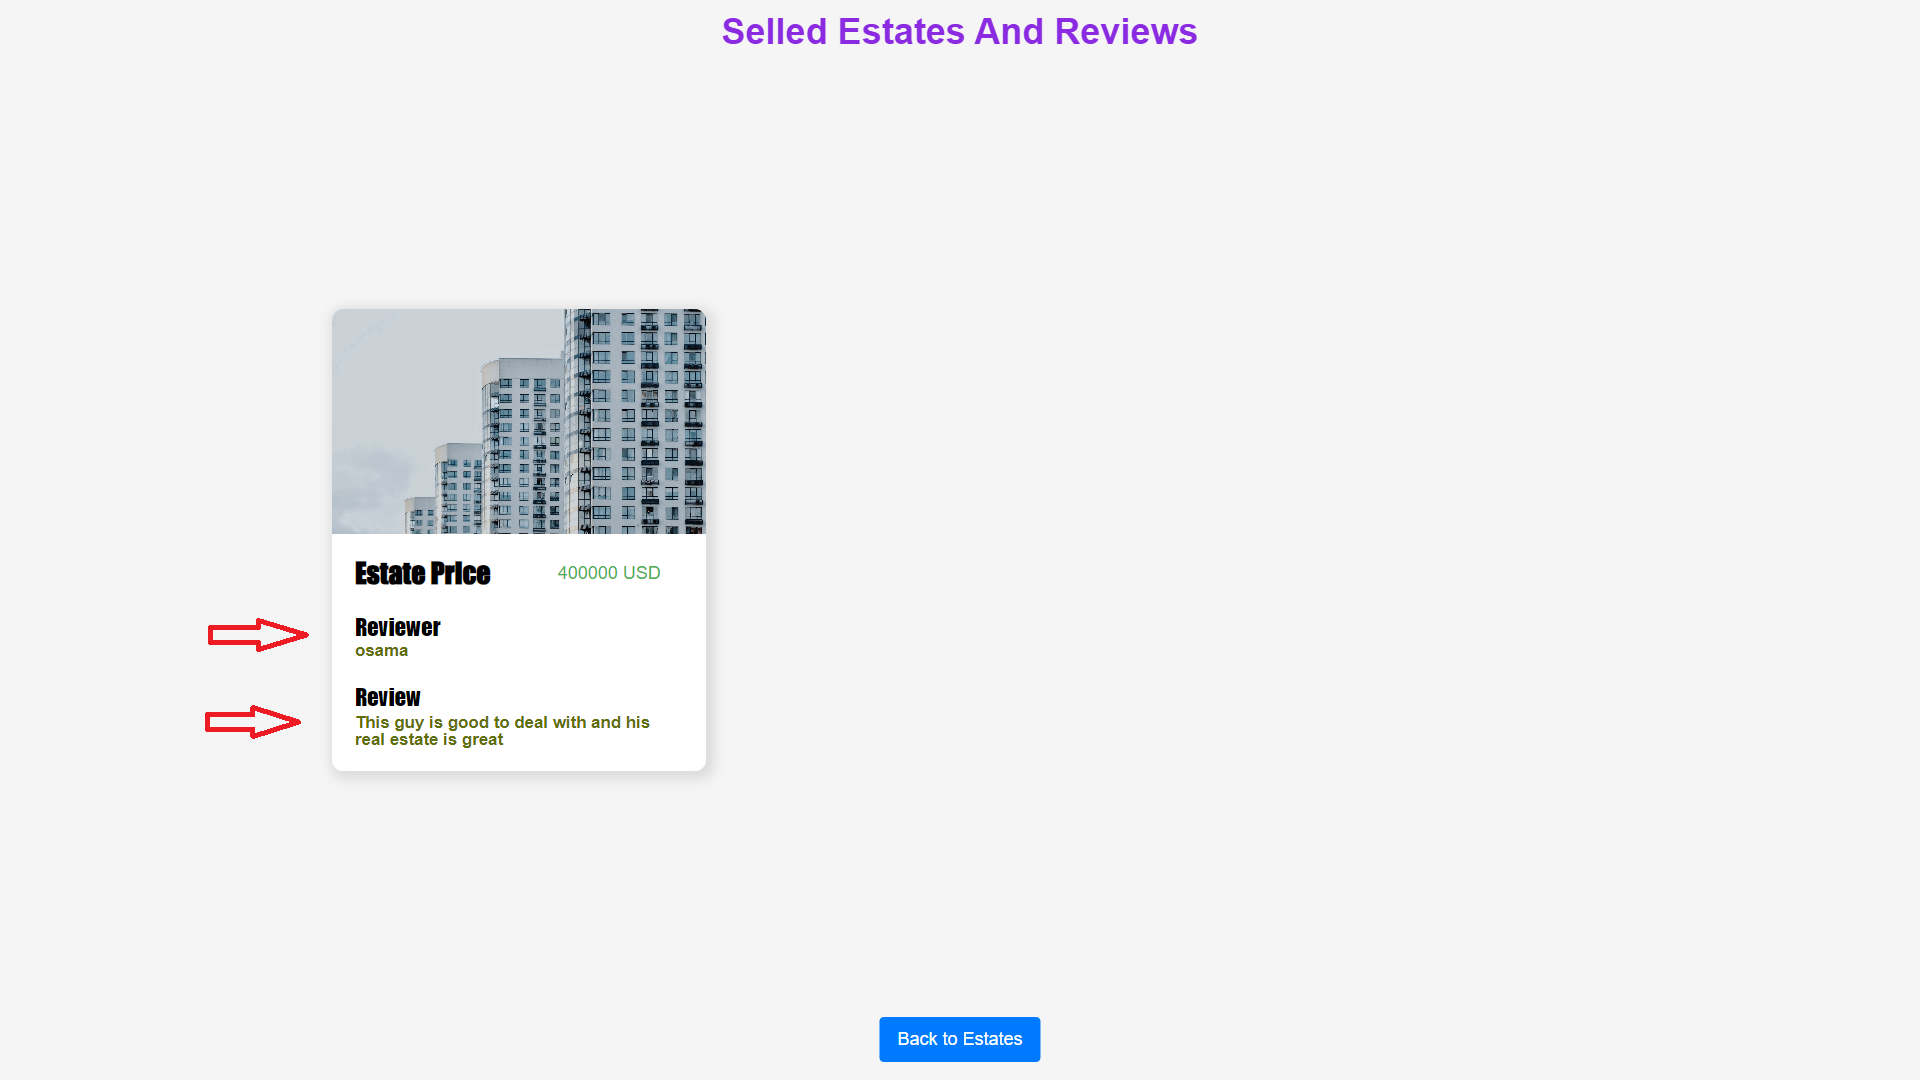 Selled Estates And Reviews
Estate Price 400000 USD
Reviewer
osama
Review
This guy is good to deal with and his
real estate is great
Back to Estates